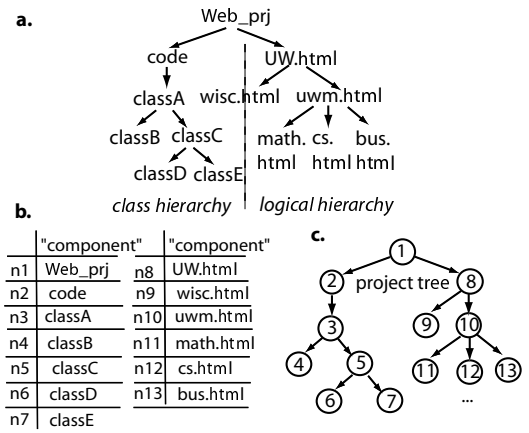 a.
Web_prj
code UW.html
classA wisc.html uwm.html
classB classC math.html cs.html bus.html
classD classE
class hierarchy logical hierarchy
b.
"component" "component"
n1 Web_prj n8 UW.html
n2 code n9 wisc.html
n3 classA n10 uwm.html
n4 classB n11 math.html
n5 classC n12 cs.html
n6 classD n13 bus.html
n7 classE
c.
1
2 project tree 8
3 9 10
4 5 11 12 13
6 7 ...